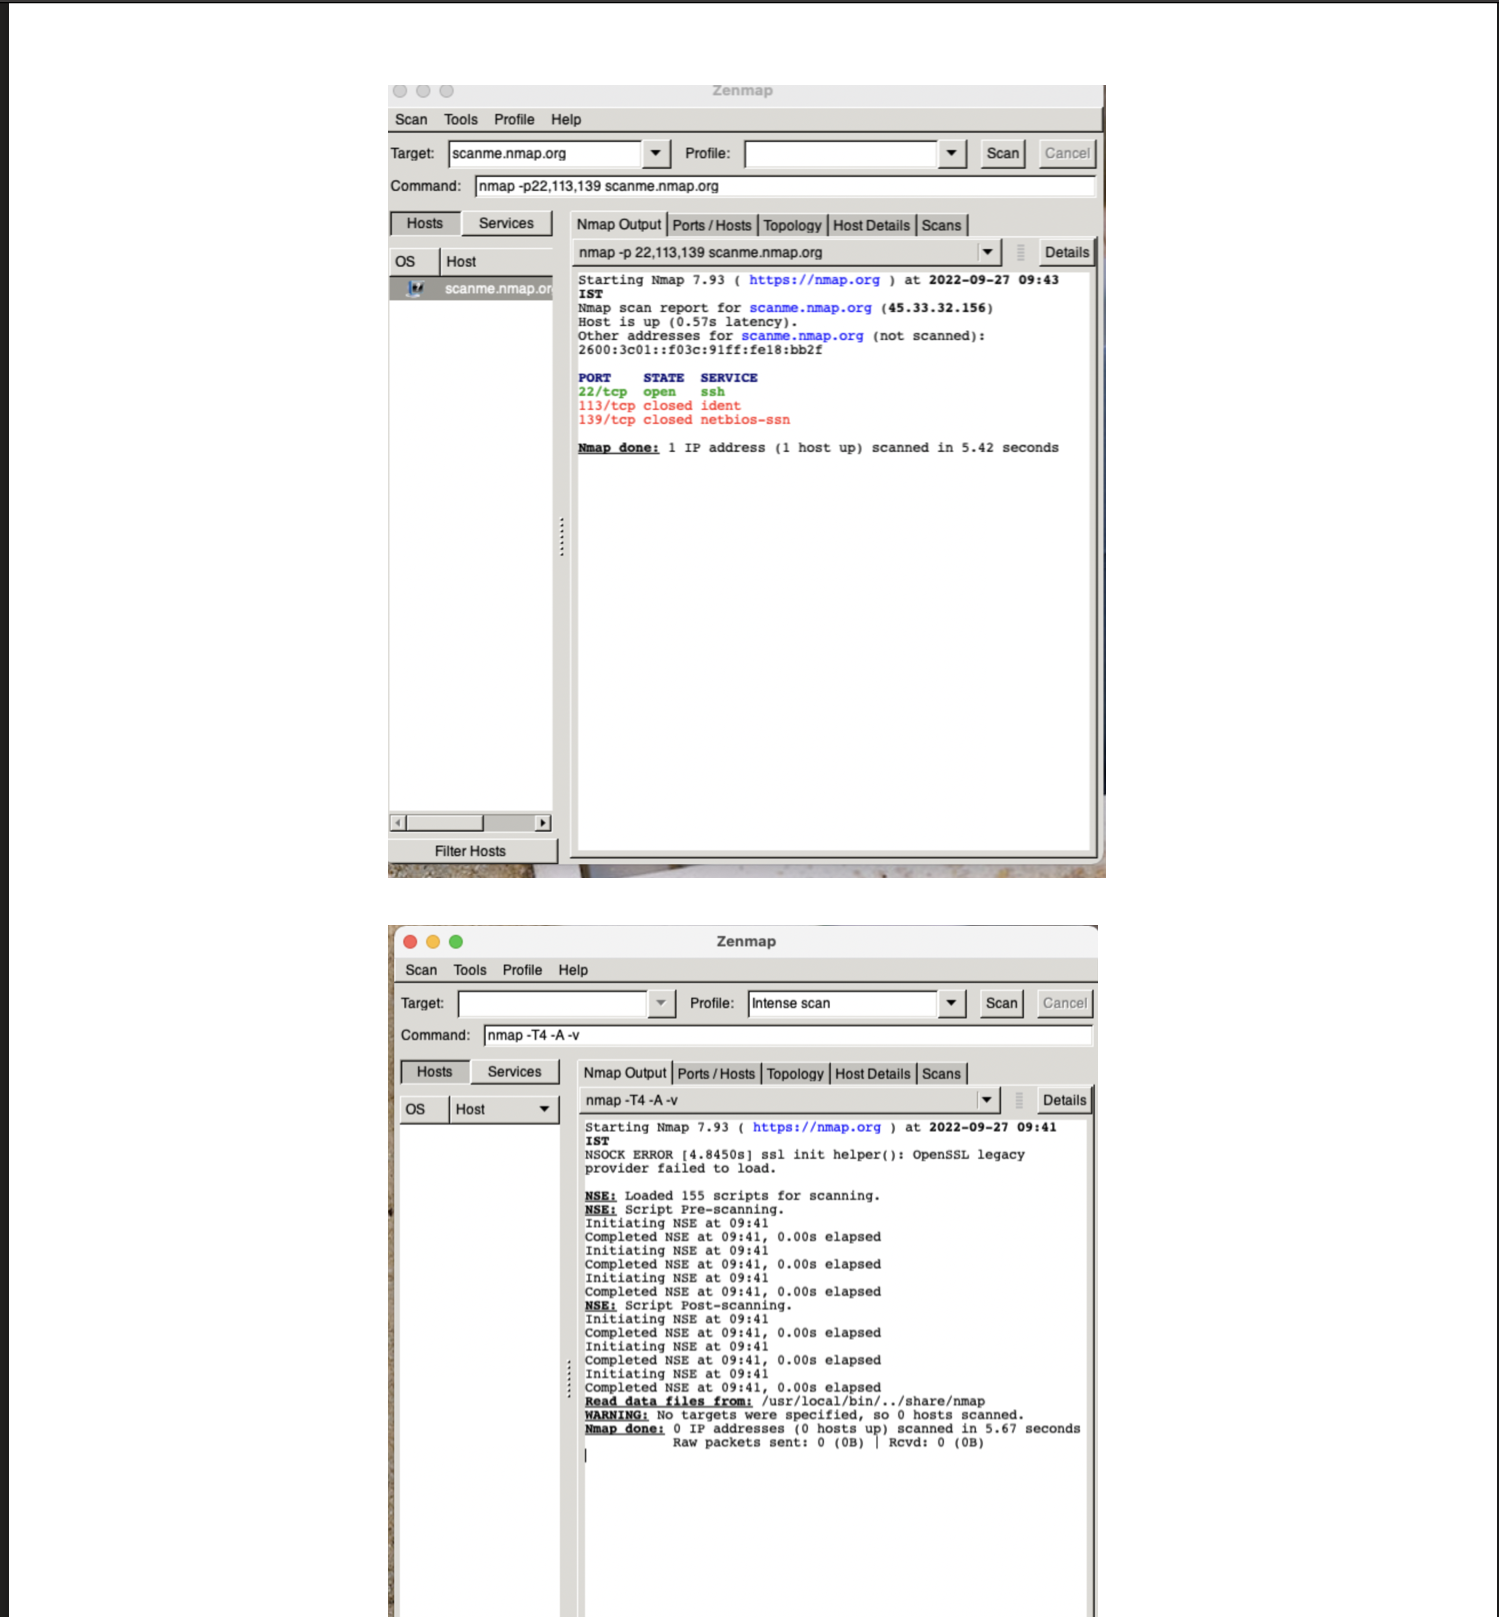 Zenmap
Scan Tools Profile Help
Target: scanme.nmap.org Profile: Scan Cancel
Command: nmap -p22,113,139 scanme.nmap.org
Hosts Services Nmap Output Ports / Hosts Topology Host Details Scans
nmap -p 22,113,139 scanme.nmap.org Details
OS Host
scanme.nmap.or
Starting Nmap 7.93 ( https://nmap.org ) at 2022-09-27 09:43
IST
Nmap scan report for scanme.nmap.org (45.33.32.156)
Host is up (0.57s latency).
Other addresses for scanme.nmap.org (not scanned):
2600:3c01::f03c:91ff:fe18:bb2f
PORT STATE SERVICE
22/tcp open ssh
113/tcp closed ident
139/tcp closed netbios-ssn
Nmap done: 1 IP address (1 host up) scanned in 5.42 seconds
Filter Hosts
Zenmap
Scan Tools Profile Help
Target: Profile: Intense scan Scan Cancel
Command: nmap -T4 -A -v
Hosts Services Nmap Output Ports / Hosts Topology Host Details Scans
nmap -T4 -A -v Details
OS Host
Starting Nmap 7.93 ( https://nmap.org ) at 2022-09-27 09:41
IST
NSOCK ERROR [4.8450s] ssl init helper(): OpenSSL legacy
provider failed to load.
NSE: Loaded 155 scripts for scanning.
NSE: Script Pre-scanning.
Initiating NSE at 09:41
Completed NSE at 09:41, 0.00s elapsed
Initiating NSE at 09:41
Completed NSE at 09:41, 0.00s elapsed
Initiating NSE at 09:41
Completed NSE at 09:41, 0.00s elapsed
NSE: Script Post-scanning.
Initiating NSE at 09:41
Completed NSE at 09:41, 0.00s elapsed
Initiating NSE at 09:41
Completed NSE at 09:41, 0.00s elapsed
Initiating NSE at 09:41
Completed NSE at 09:41, 0.00s elapsed
Read data files from: /usr/local/bin/../share/nmap
WARNING: No targets were specified, so 0 hosts scanned.
Nmap done: 0 IP addresses (0 hosts up) scanned in 5.67 seconds
Raw packets sent: 0 (0B) | Rcvd: 0 (0B)